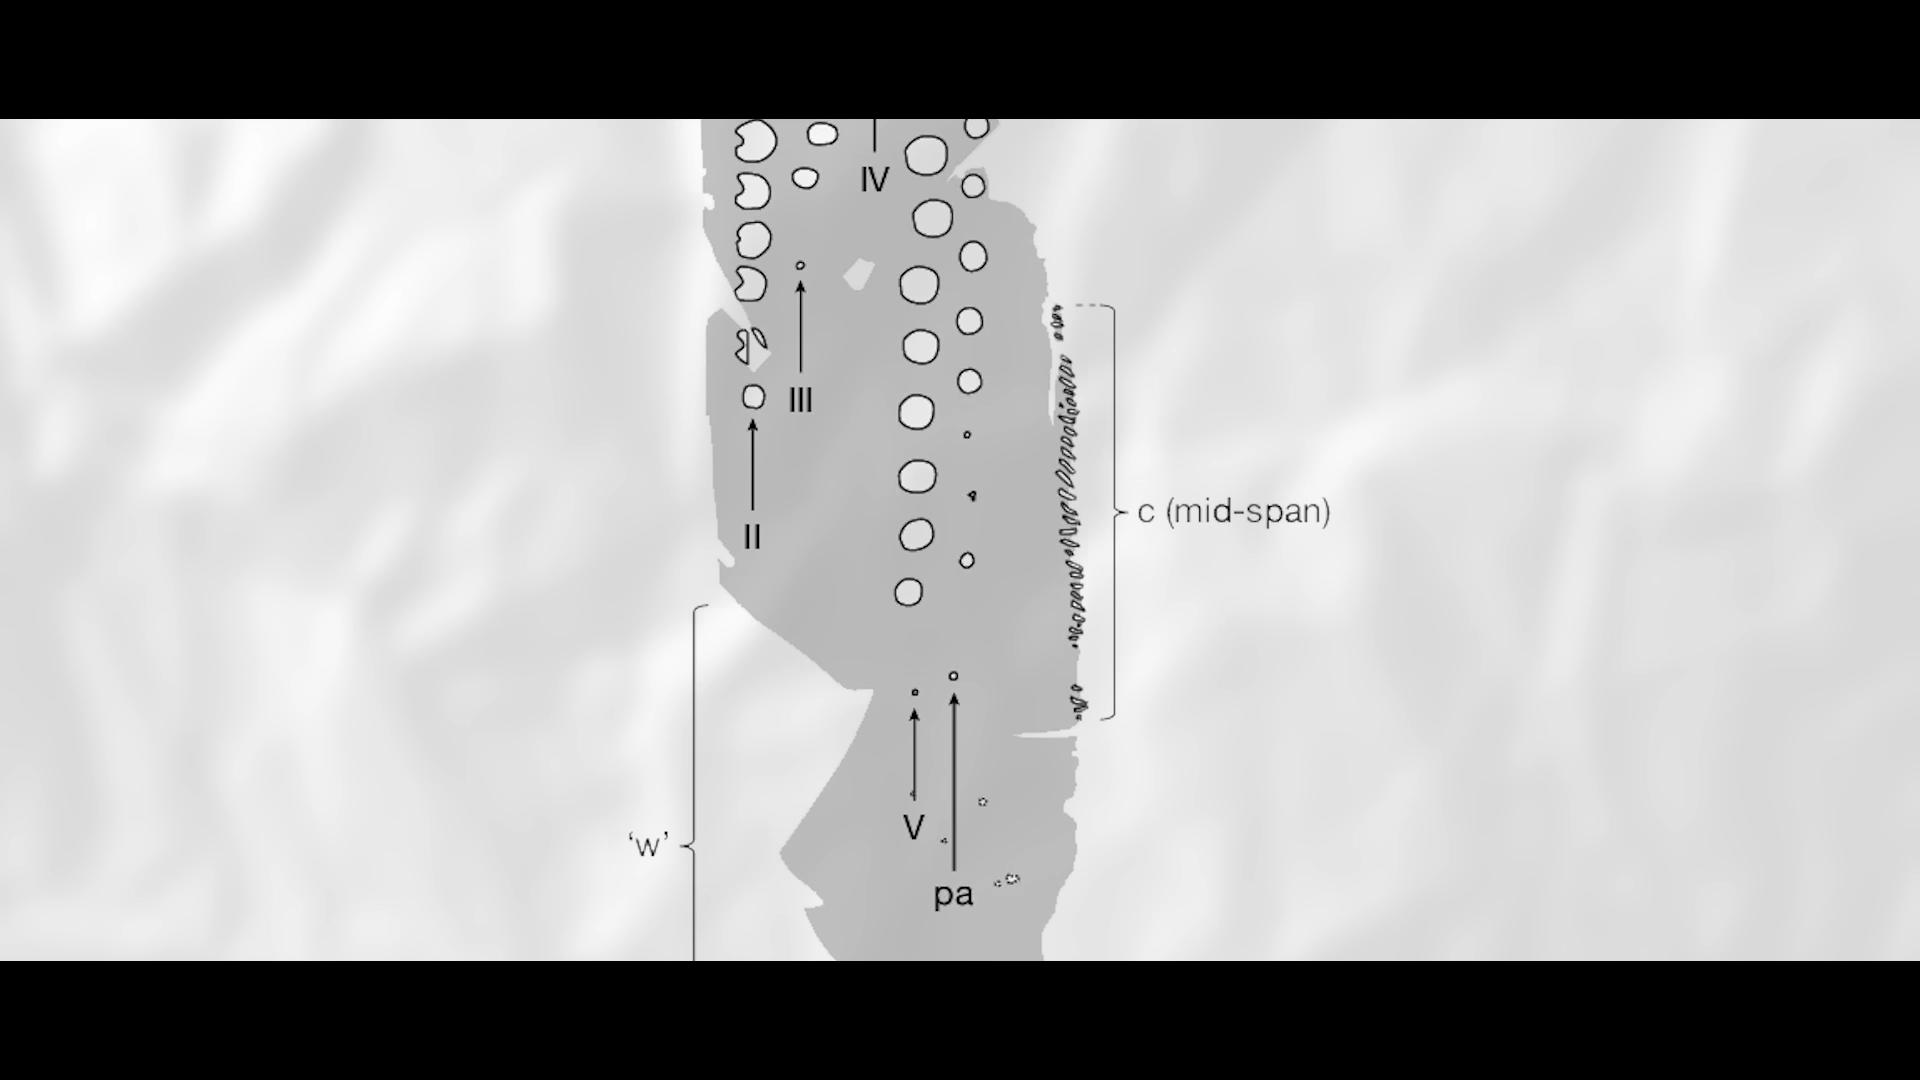 IV
III
c (mid-span)
II
V
‘w’
pa